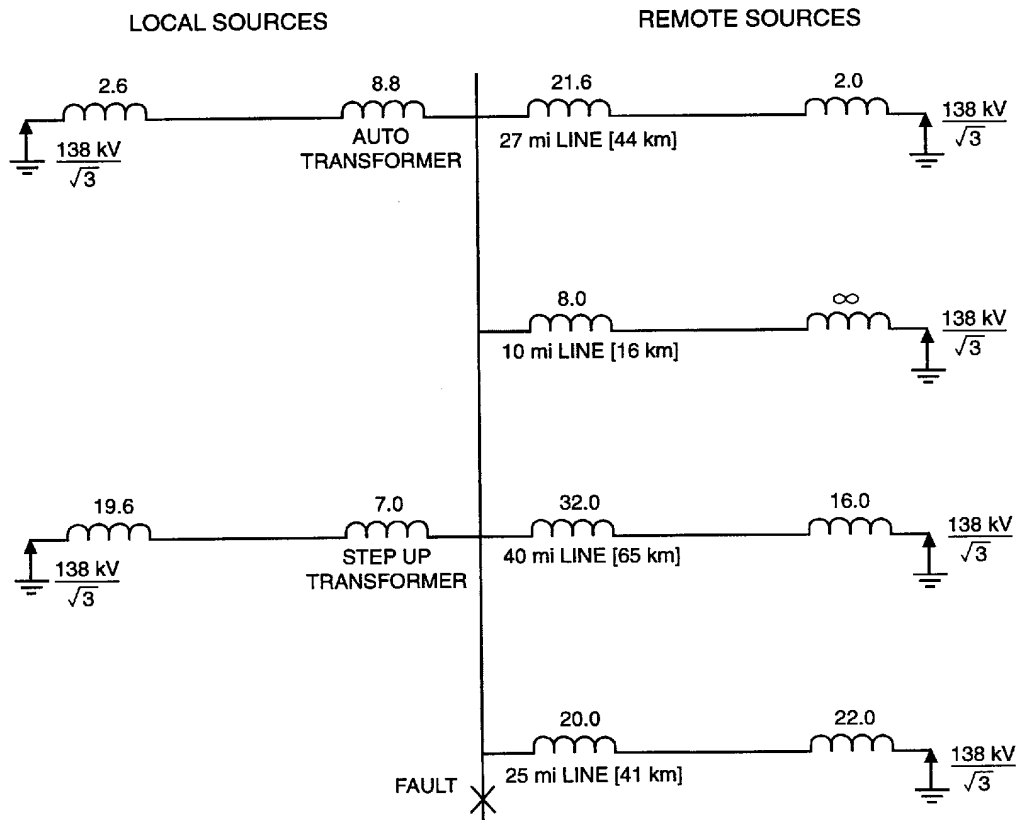 LOCAL SOURCES
REMOTE SOURCES
2.6
8.8
21.6
2.0
138 kV
√3
AUTO
TRANSFORMER
27 mi LINE [44 km]
138 kV
√3
8.0
∞
10 mi LINE [16 km]
138 kV
√3
19.6
7.0
32.0
16.0
138 kV
√3
STEP UP
TRANSFORMER
40 mi LINE [65 km]
138 kV
√3
20.0
22.0
25 mi LINE [41 km]
138 kV
√3
FAULT